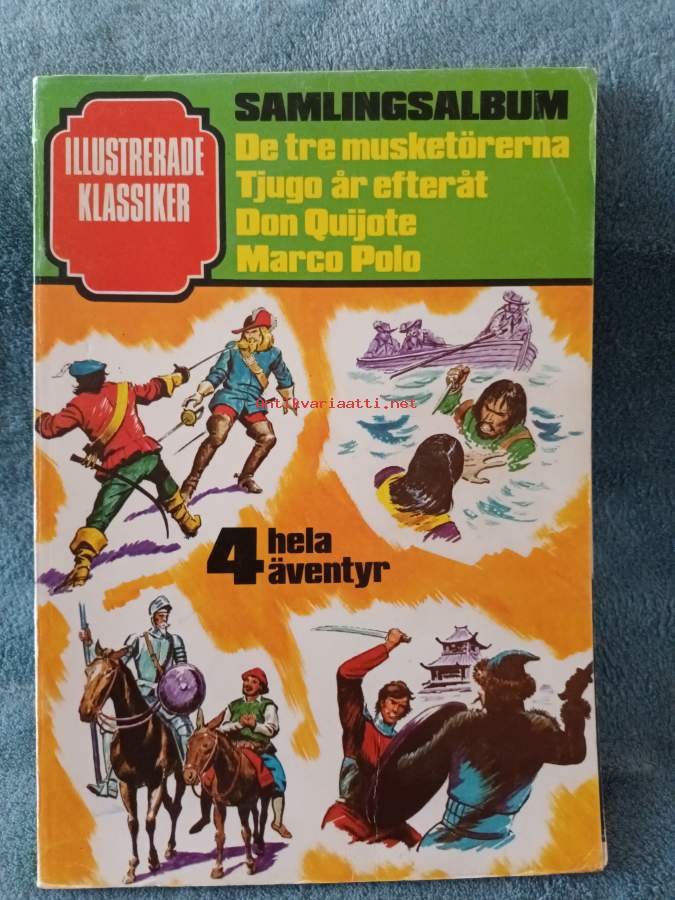 ILLUSTRERADE
KLASSIKER
SAMLINGSALBUM
De tre musketörerna
Tjugo år efteråt
Don Quijote
Marco Polo
Antikvariaatti.net
4 hela
äventyr